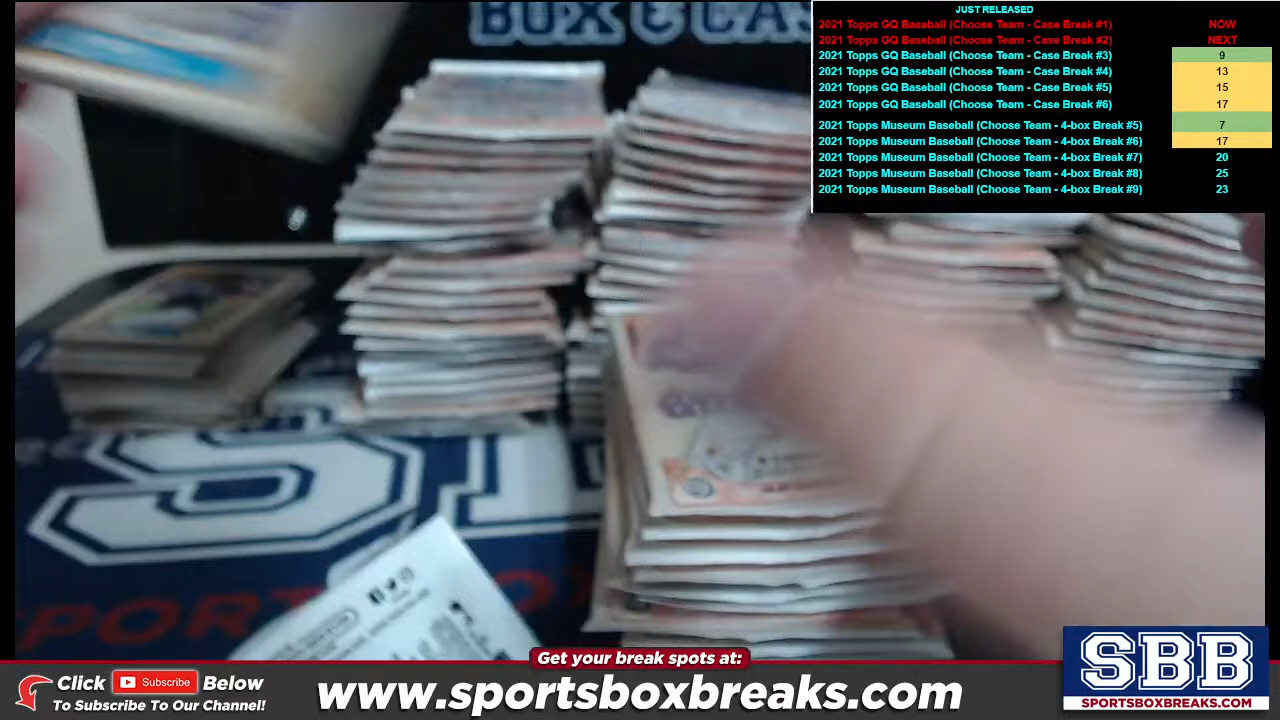 BOX & CAS
JUST RELEASED
2021 Topps GQ Baseball (Choose Team - Case Break #1) NOW
2021 Topps GQ Baseball (Choose Team - Case Break #2) NEXT
2021 Topps GQ Baseball (Choose Team - Case Break #3) 9
2021 Topps GQ Baseball (Choose Team - Case Break #4) 13
2021 Topps GQ Baseball (Choose Team - Case Break #5) 15
2021 Topps GQ Baseball (Choose Team - Case Break #6) 17
2021 Topps Museum Baseball (Choose Team - 4-box Break #5) 7
2021 Topps Museum Baseball (Choose Team - 4-box Break #6) 17
2021 Topps Museum Baseball (Choose Team - 4-box Break #7) 20
2021 Topps Museum Baseball (Choose Team - 4-box Break #8) 25
2021 Topps Museum Baseball (Choose Team - 4-box Break #9) 23
SPORT
Get your break spots at:
Click Subscribe Below
To Subscribe To Our Channel!
www.sportsboxbreaks.com
SBB
SPORTSBOXBREAKS.COM